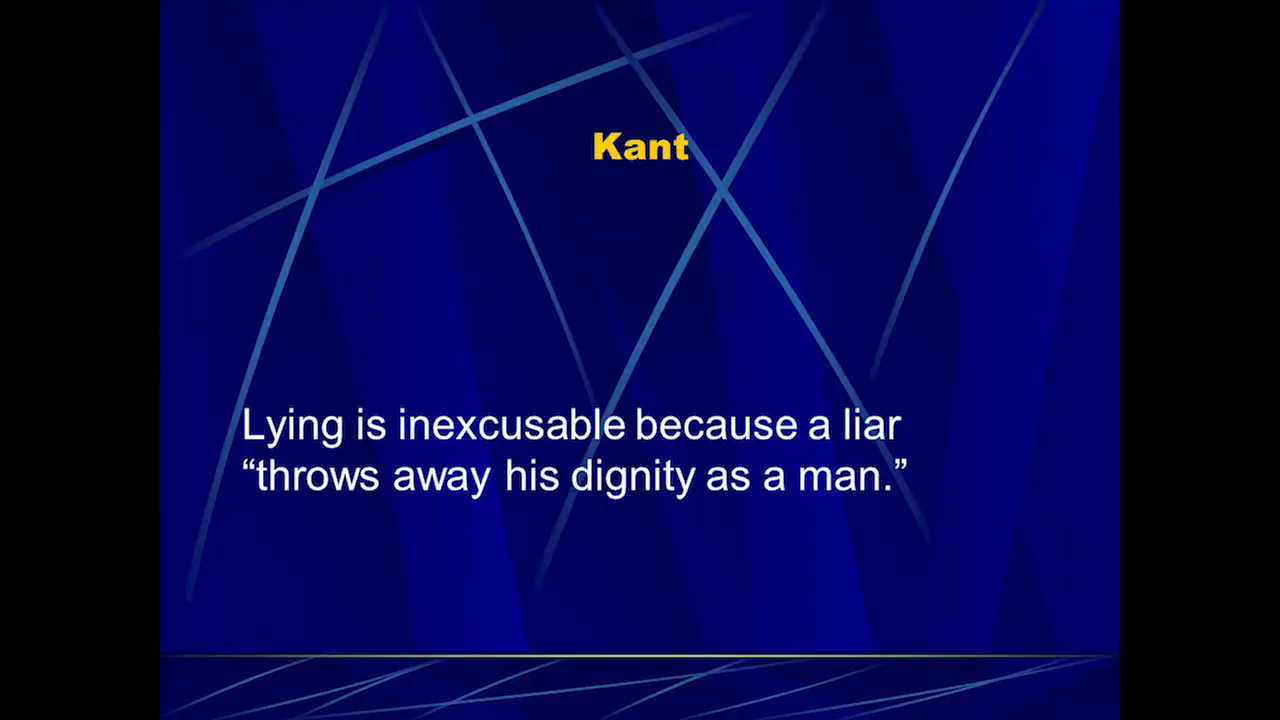 Kant
Lying is inexcusable because a liar
“throws away his dignity as a man.”